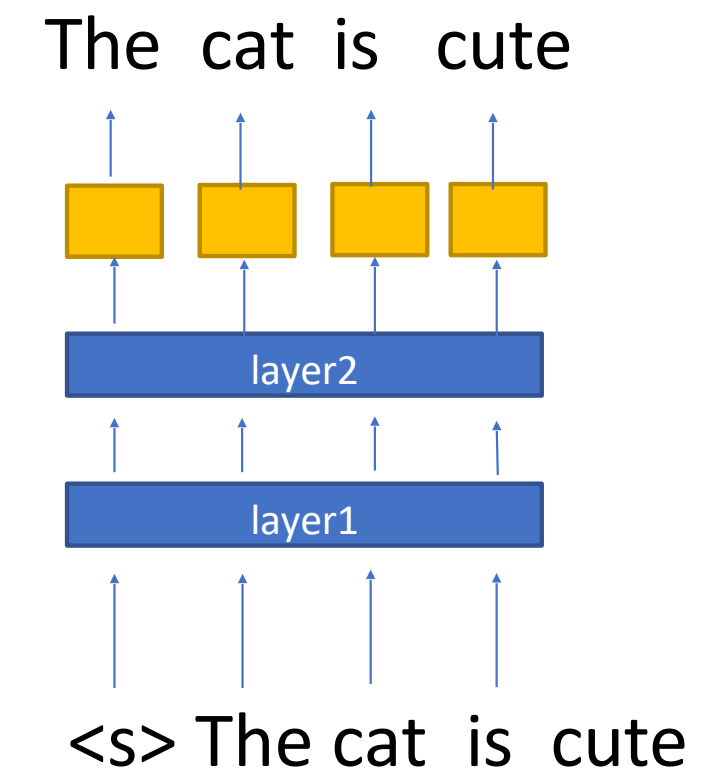 The cat is cute
layer2
layer1
<s> The cat is cute